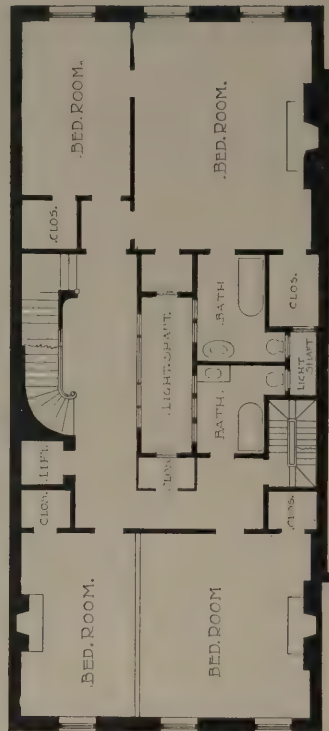 BED. ROOM.
BED. ROOM.
CLOS.
CLOS.
BATH
LIGHT SHAFT.
LIGHT
SHAFT
BATH.
LIFT.
CLOS.
CLOS.
BED. ROOM.
BED ROOM